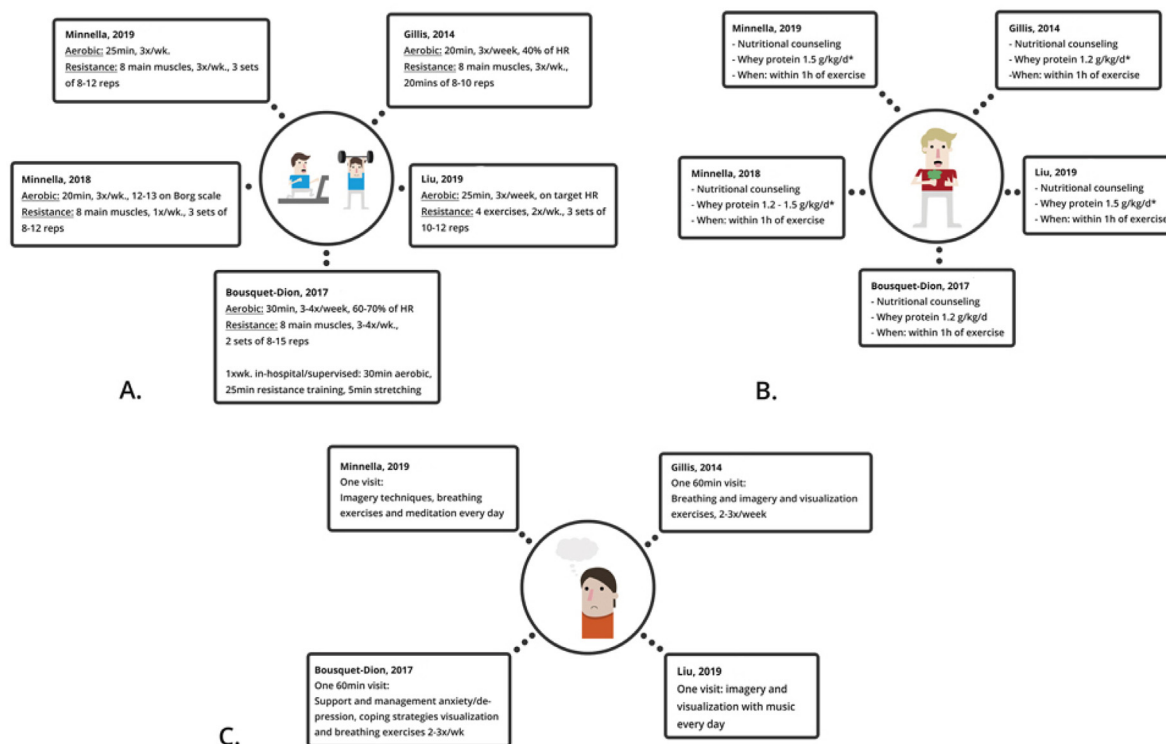 Minnella, 2019
Aerobic: 25min, 3x/wk.
Resistance: 8 main muscles, 3x/wk., 3 sets
of 8-12 reps
Gillis, 2014
Aerobic: 20min, 3x/week, 40% of HR
Resistance: 8 main muscles, 3x/wk.,
20mins of 8-10 reps
Minnella, 2018
Aerobic: 20min, 3x/wk., 12-13 on Borg scale
Resistance: 8 main muscles, 1x/wk., 3 sets of
8-12 reps
Liu, 2019
Aerobic: 25min, 3x/week, on target HR
Resistance: 4 exercises, 2x/wk., 3 sets of
10-12 reps
Bousquet-Dion, 2017
Aerobic: 30min, 3-4x/week, 60-70% of HR
Resistance: 8 main muscles, 3-4x/wk.,
2 sets of 8-15 reps
1xwk. in-hospital/supervised: 30min aerobic,
25min resistance training, 5min stretching
A.
Minnella, 2019
- Nutritional counseling
- Whey protein 1.5 g/kg/d*
- When: within 1h of exercise
Gillis, 2014
- Nutritional counseling
- Whey protein 1.2 g/kg/d*
-When: within 1h of exercise
Minnella, 2018
- Nutritional counseling
- Whey protein 1.2 - 1.5 g/kg/d*
- When: within 1h of exercise
Liu, 2019
- Nutritional counseling
- Whey protein 1.5 g/kg/d*
- When: within 1h of exercise
Bousquet-Dion, 2017
- Nutritional counseling
- Whey protein 1.2 g/kg/d
- When: within 1h of exercise
B.
Minnella, 2019
One visit:
Imagery techniques, breathing
exercises and meditation every day
Gillis, 2014
One 60min visit:
Breathing and imagery and visualization
exercises, 2-3x/week
Bousquet-Dion, 2017
One 60min visit:
Support and management anxiety/de-
pression, coping strategies visualization
and breathing exercises 2-3x/wk
Liu, 2019
One visit: imagery and
visualization with music
every day
C.